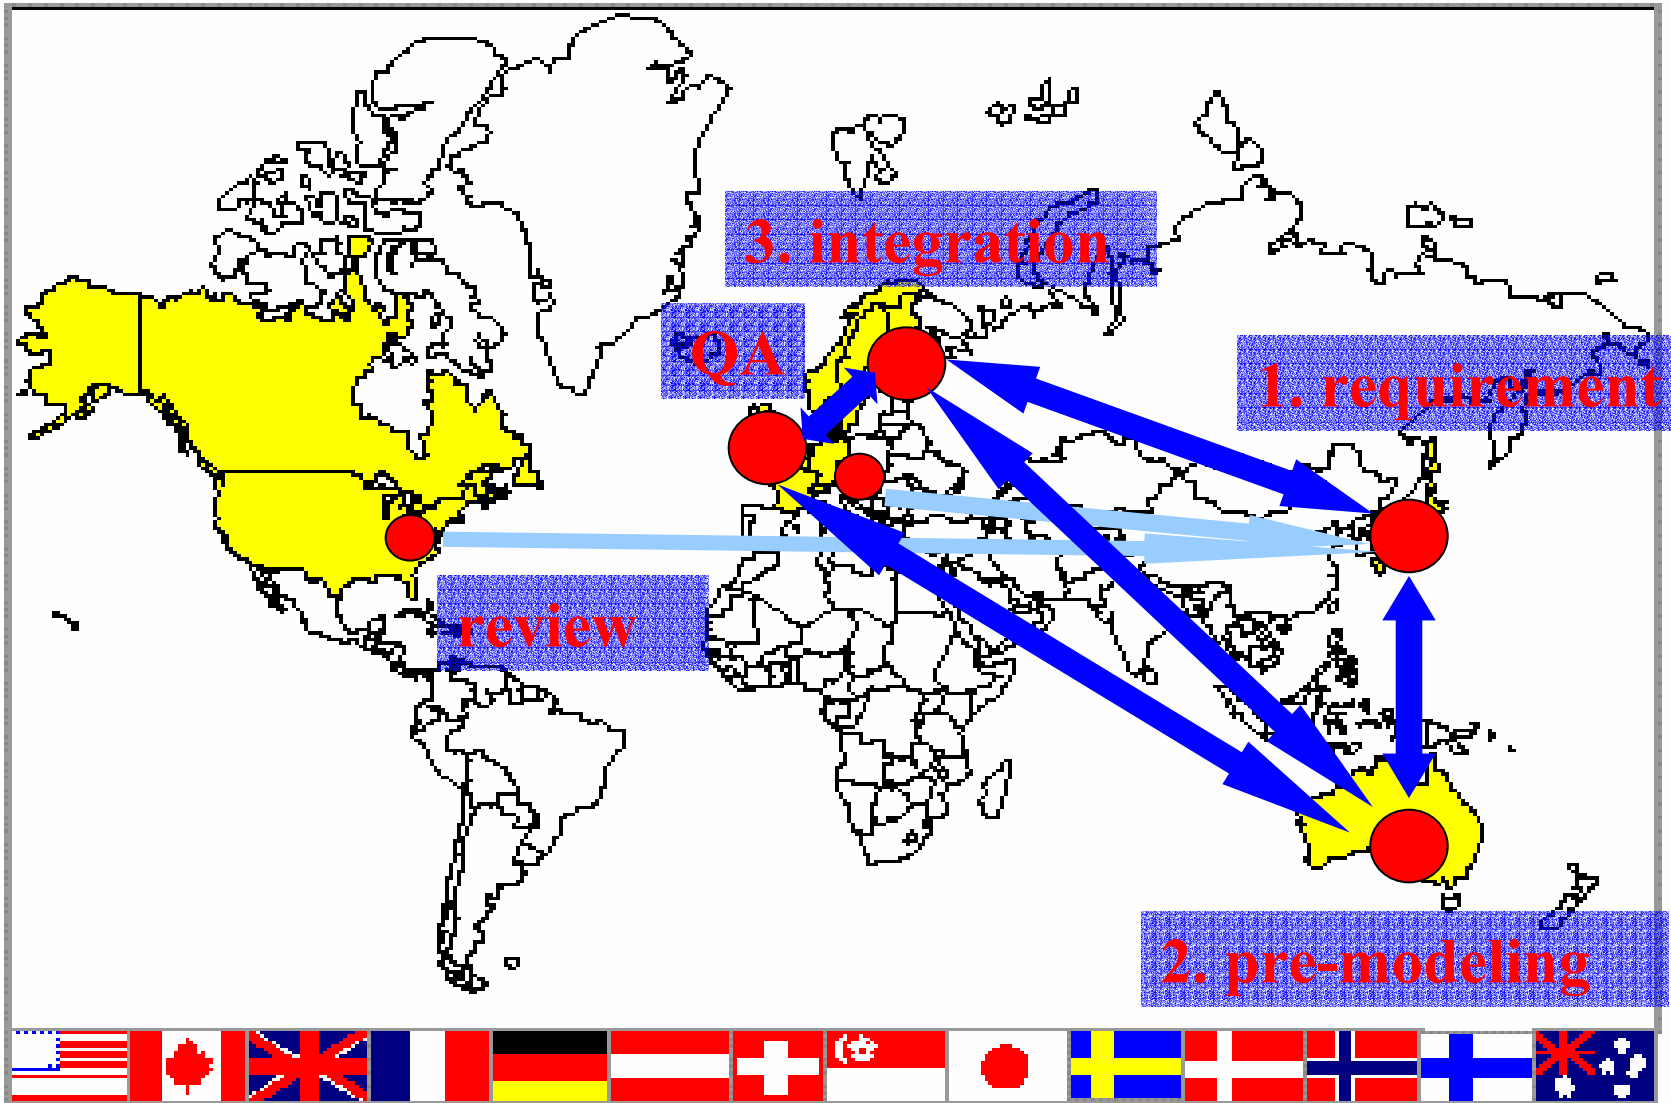 3. integration
QA
1. requirement
review
2. pre-modeling